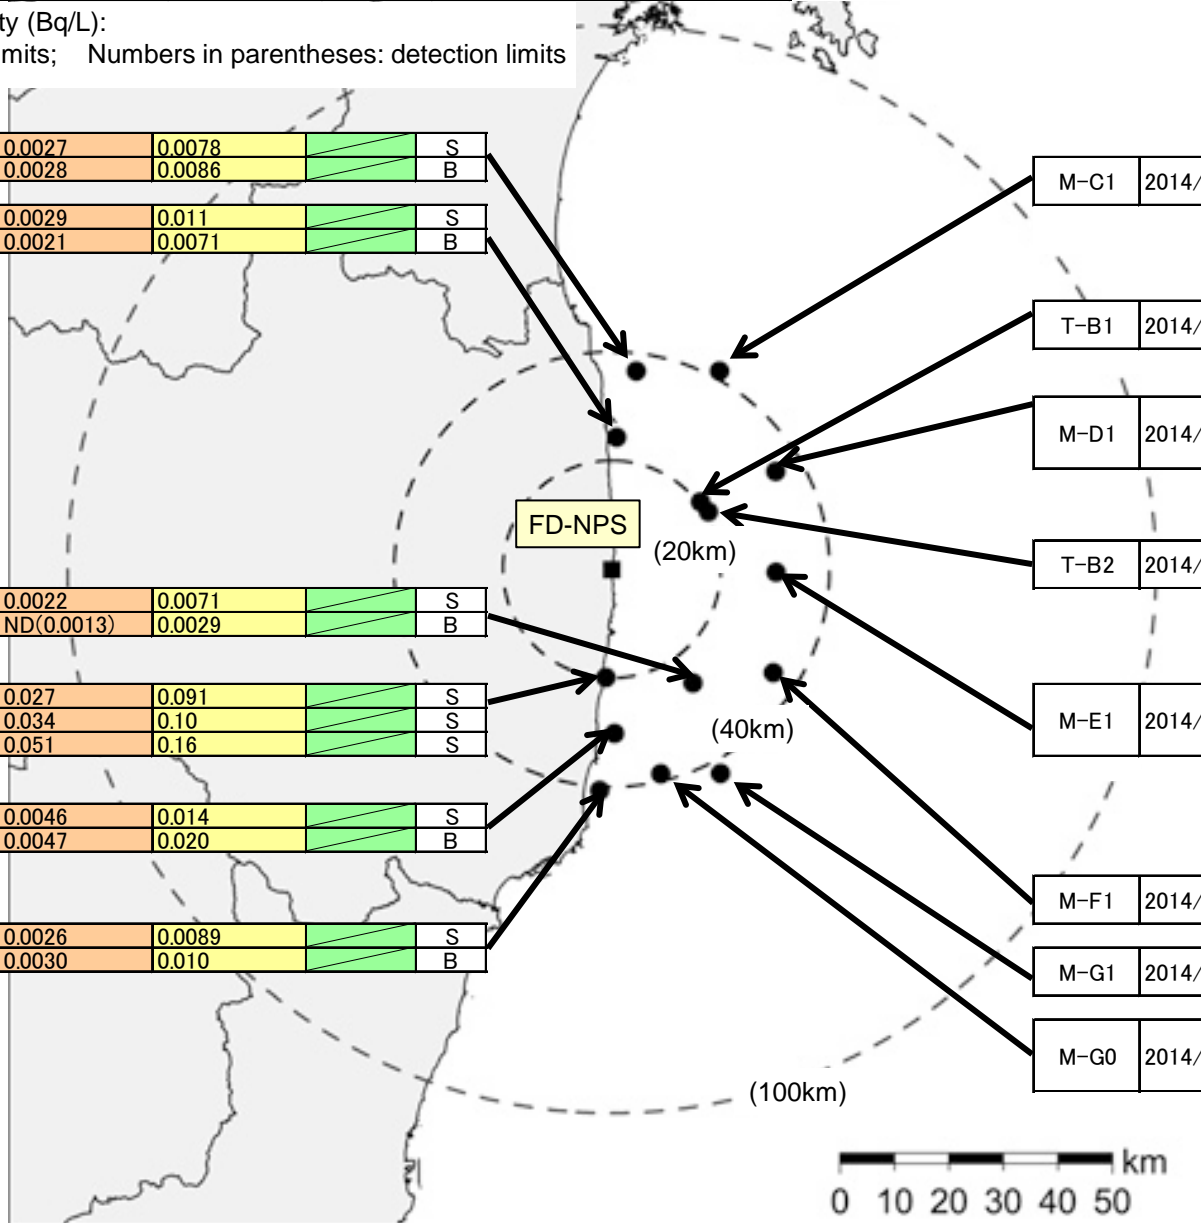 ty (Bq/L):
mits; Numbers in parentheses: detection limits
0.0027 0.0078 S
0.0028 0.0086 B
M-C1 2014/
0.0029 0.011 S
0.0021 0.0071 B
T-B1 2014/
M-D1 2014/
FD-NPS
(20km)
T-B2 2014/
0.0022 0.0071 S
ND(0.0013) 0.0029 B
0.027 0.091 S
0.034 0.10 S
0.051 0.16 S
(40km)
M-E1 2014/
0.0046 0.014 S
0.0047 0.020 B
M-F1 2014/
0.0026 0.0089 S
0.0030 0.010 B
M-G1 2014/
M-G0 2014/
(100km)
km
0 10 20 30 40 50